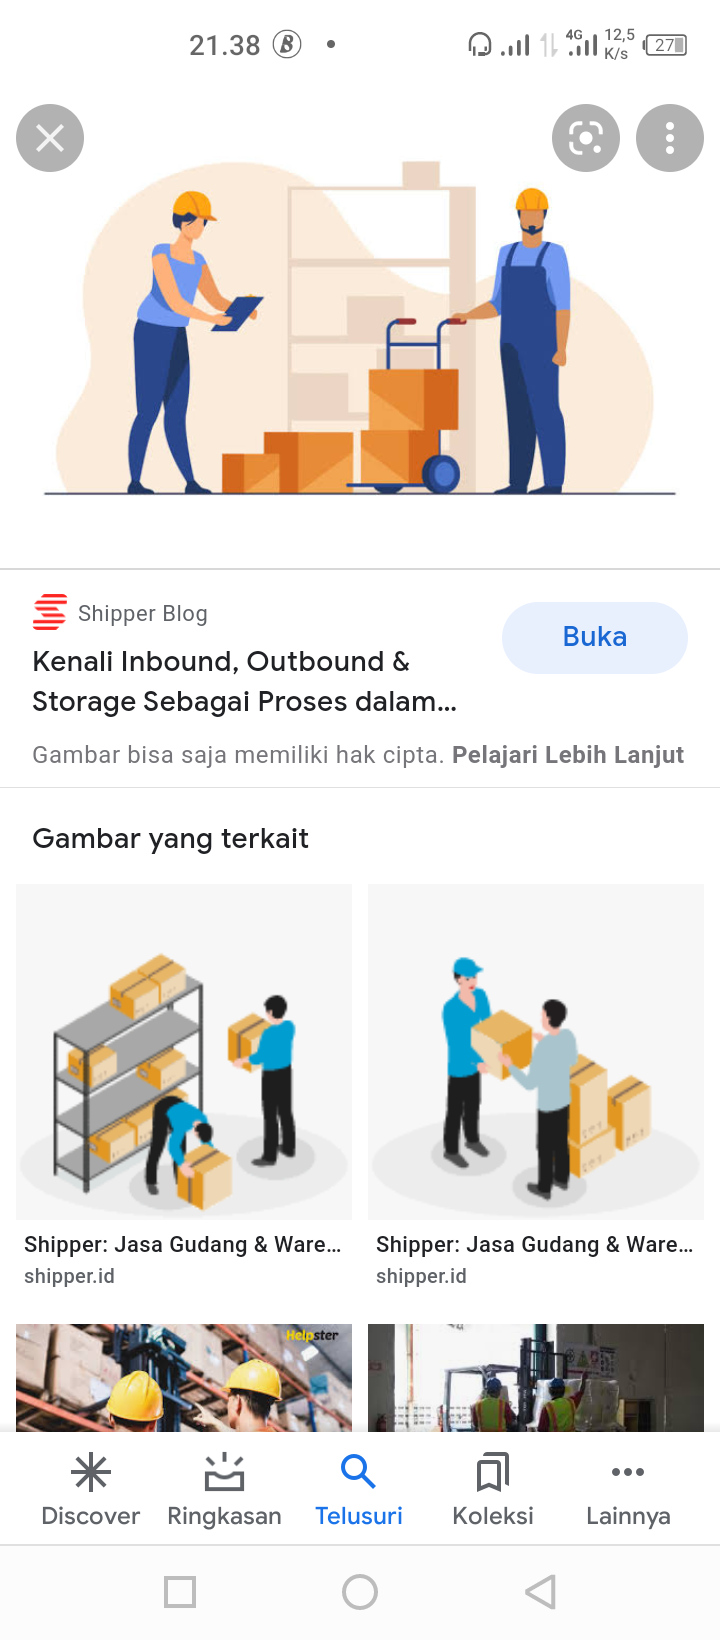 21.38
4G
12,5
K/s
27
Shipper Blog
Buka
Kenali Inbound, Outbound &
Storage Sebagai Proses dalam...
Gambar bisa saja memiliki hak cipta. Pelajari Lebih Lanjut
Gambar yang terkait
Shipper: Jasa Gudang & Ware...
shipper.id
Shipper: Jasa Gudang & Ware...
shipper.id
Helpster
Discover
Ringkasan
Telusuri
Koleksi
Lainnya